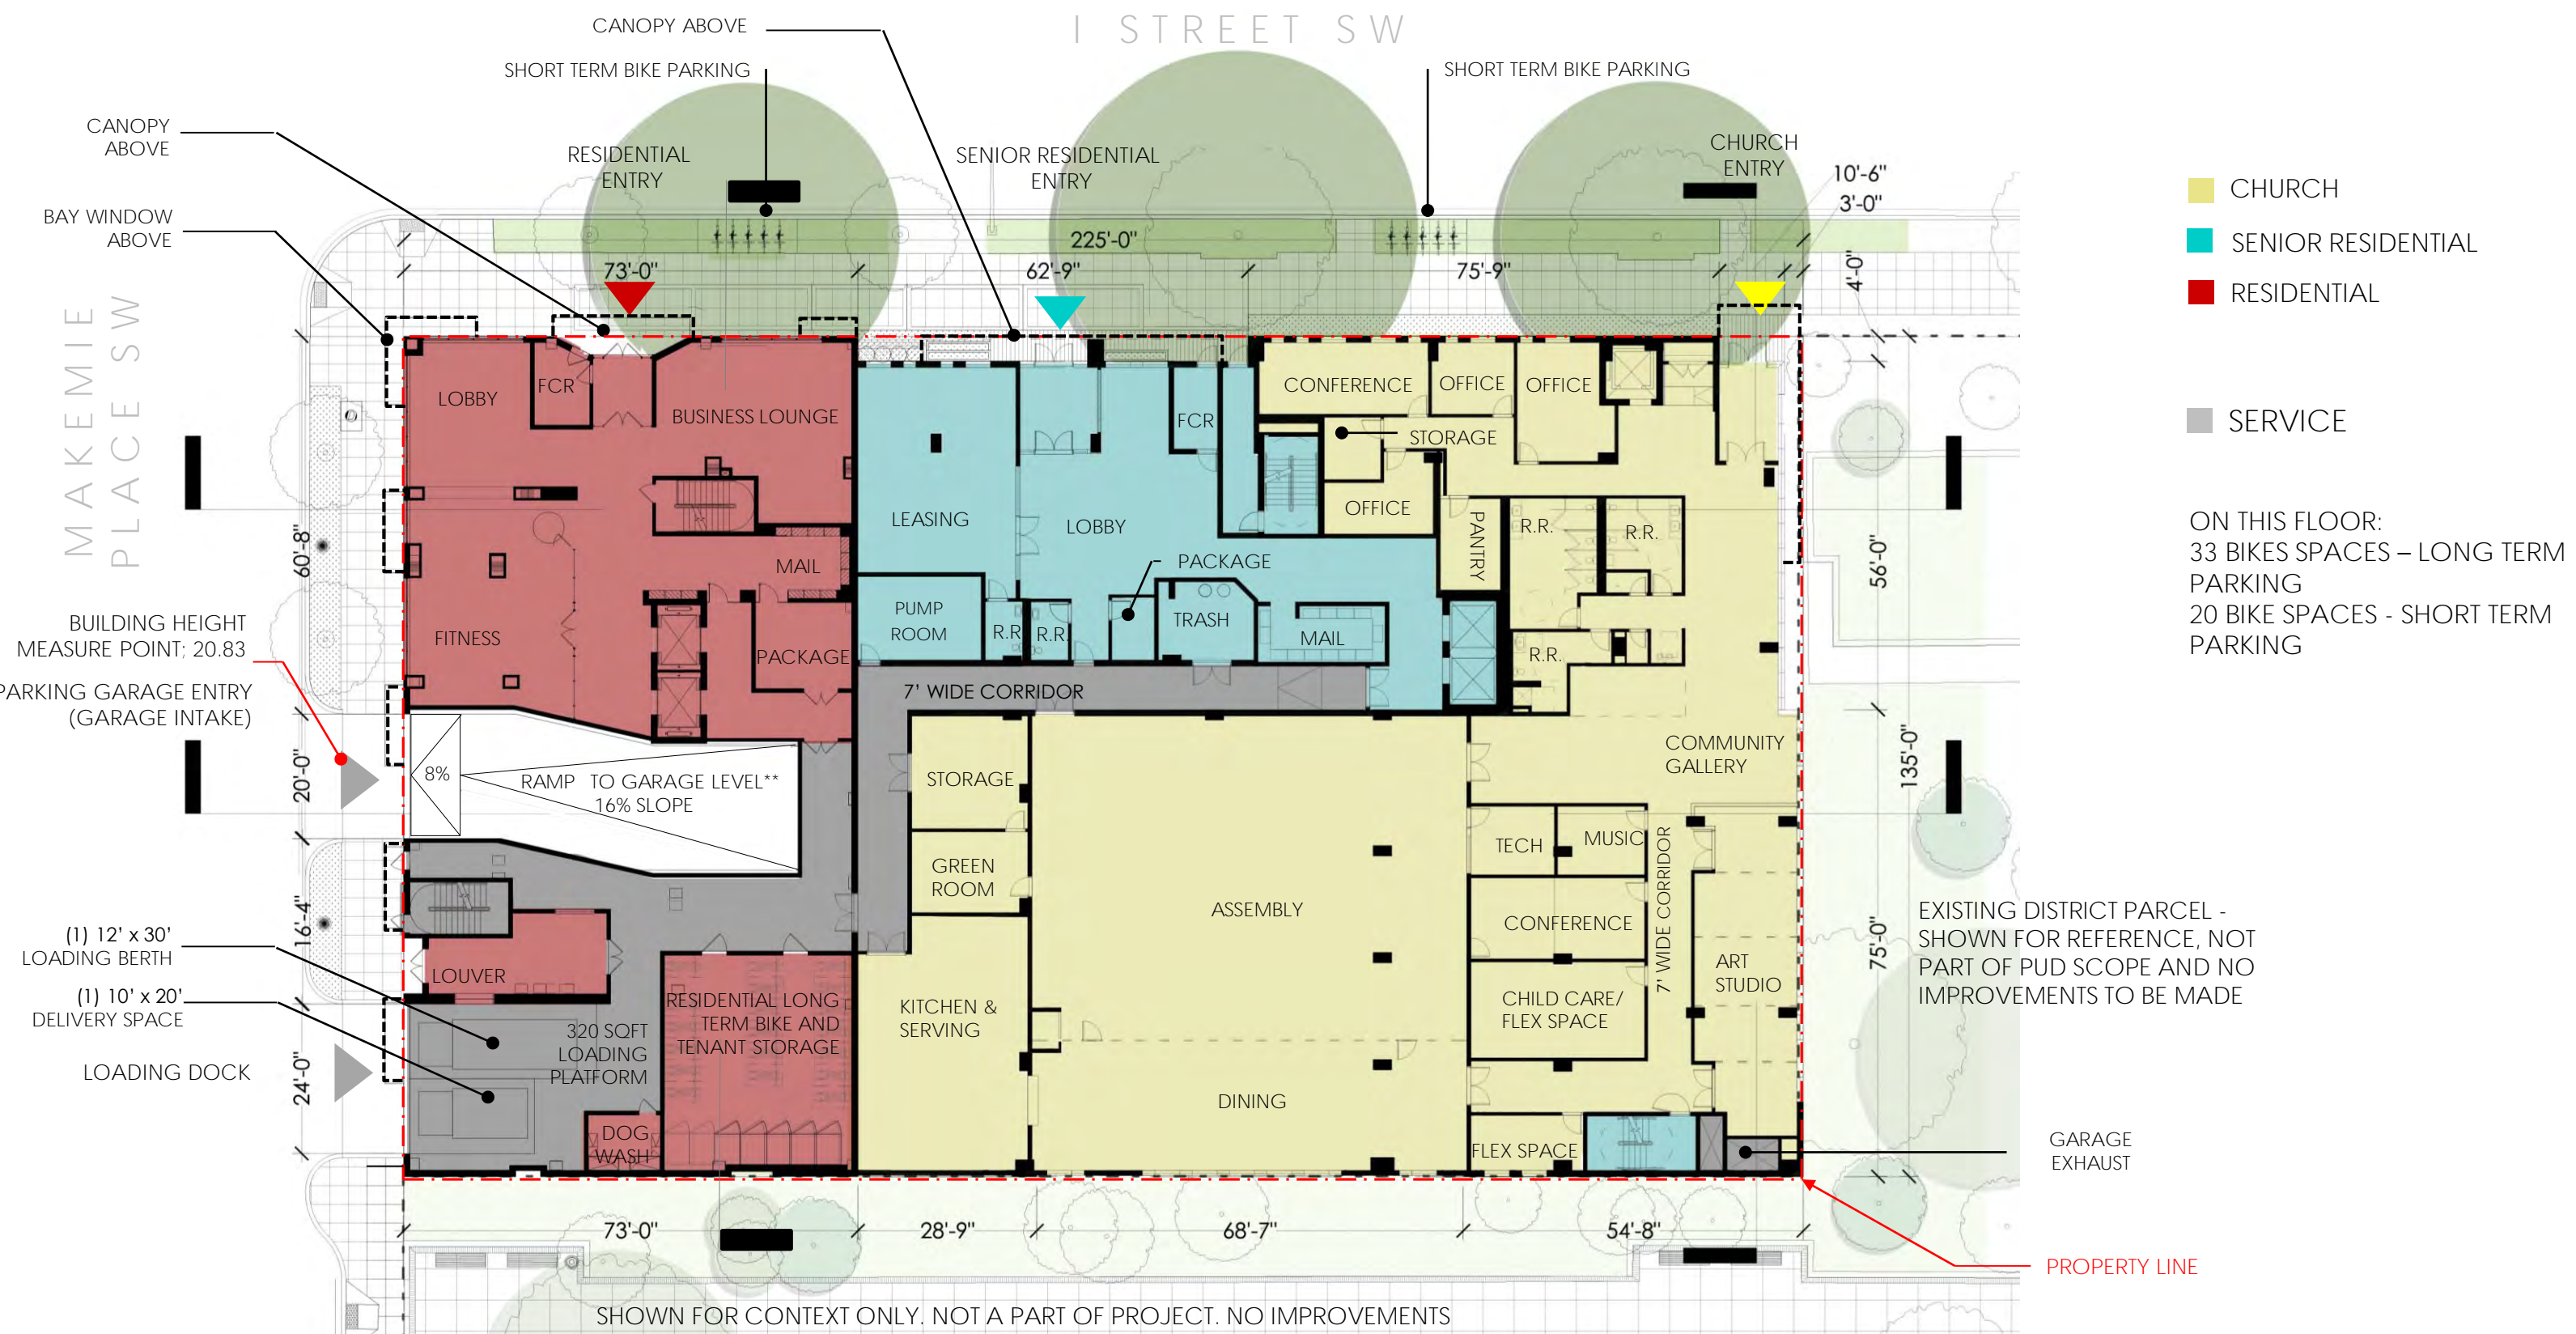 I STREET SW
CANOPY ABOVE
SHORT TERM BIKE PARKING
SHORT TERM BIKE PARKING
CANOPY
ABOVE
RESIDENTIAL
ENTRY
SENIOR RESIDENTIAL
ENTRY
CHURCH
ENTRY
BAY WINDOW
ABOVE
10'-6"
3'-0"
225'-0"
73'-0"
62'-9"
75'-9"
4'-0"
MAKEMIE
PLACE SW
CHURCH
SENIOR RESIDENTIAL
RESIDENTIAL
SERVICE
ON THIS FLOOR:
33 BIKES SPACES – LONG TERM
PARKING
20 BIKE SPACES - SHORT TERM
PARKING
LOBBY
FCR
BUSINESS LOUNGE
FCR
CONFERENCE
OFFICE
OFFICE
STORAGE
OFFICE
LEASING
LOBBY
PANTRY
R.R.
R.R.
PACKAGE
MAIL
60'-8"
56'-0"
BUILDING HEIGHT
MEASURE POINT; 20.83
FITNESS
PACKAGE
PUMP
ROOM
R.R
R.R.
TRASH
MAIL
R.R.
PARKING GARAGE ENTRY
(GARAGE INTAKE)
7' WIDE CORRIDOR
20'-0"
8%
RAMP TO GARAGE LEVEL**
16% SLOPE
STORAGE
COMMUNITY
GALLERY
135'-0"
TECH
MUSIC
GREEN
ROOM
ASSEMBLY
CONFERENCE
7' WIDE CORRIDOR
16'-4"
75'-0"
EXISTING DISTRICT PARCEL -
SHOWN FOR REFERENCE, NOT
PART OF PUD SCOPE AND NO
IMPROVEMENTS TO BE MADE
(1) 12' x 30'
LOADING BERTH
(1) 10' x 20'
DELIVERY SPACE
LOADING DOCK
LOUVER
RESIDENTIAL LONG
TERM BIKE AND
TENANT STORAGE
320 SQFT
LOADING
PLATFORM
KITCHEN &
SERVING
CHILD CARE/
FLEX SPACE
ART
STUDIO
24'-0"
DINING
DOG
WASH
FLEX SPACE
GARAGE
EXHAUST
73'-0"
28'-9"
68'-7"
54'-8"
PROPERTY LINE
SHOWN FOR CONTEXT ONLY. NOT A PART OF PROJECT. NO IMPROVEMENTS